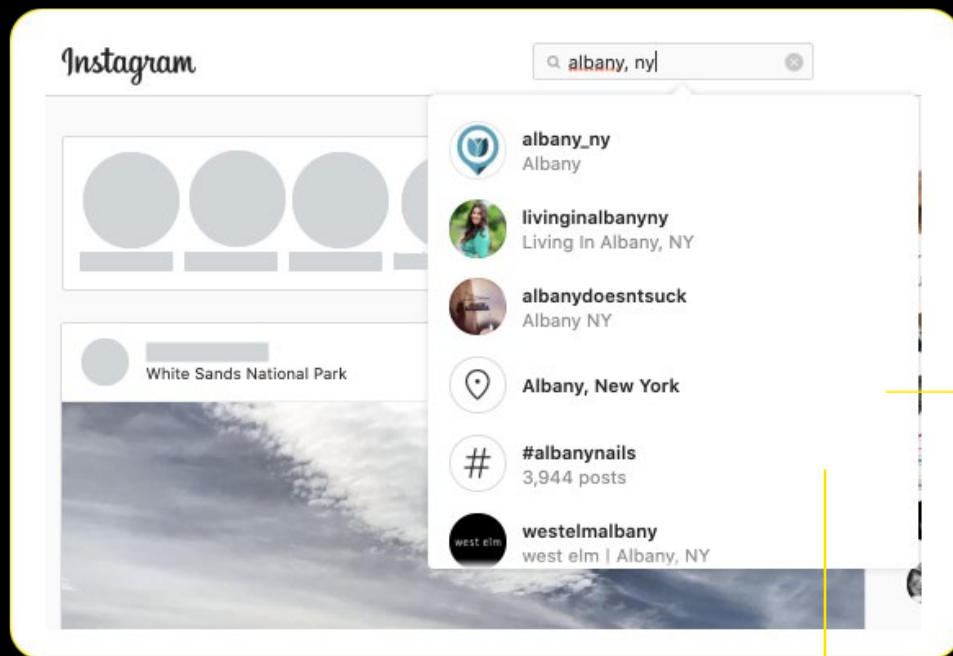 Instagram
albany, ny
albany_ny
Albany
livinginalbanyny
Living In Albany, NY
albanydoesntsuck
Albany NY
Albany, New York
#albanynails
3,944 posts
west elm
westelmalbany
west elm | Albany, NY
White Sands National Park